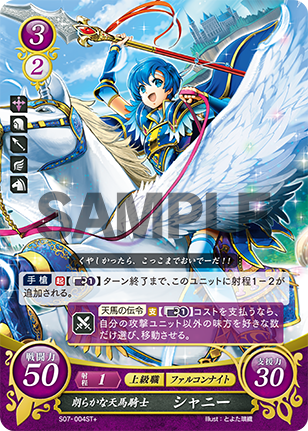 3
2
SAMPLE
くやしかったら、ここまでおいでーだ!!
手槍 起 [1] ターン終了まで、このユニットに射程1-2が
追加される。
天馬の伝令 支 [1] コストを支払うなら、
自分の攻撃ユニット以外の味方を好きな数
だけ選び、移動させる。
戦闘力
50
射程 1 上級職 ファルコンナイト
支援力
30
朗らかな天馬騎士 シャニー
S07-004ST+ Illust:とよた瑣織